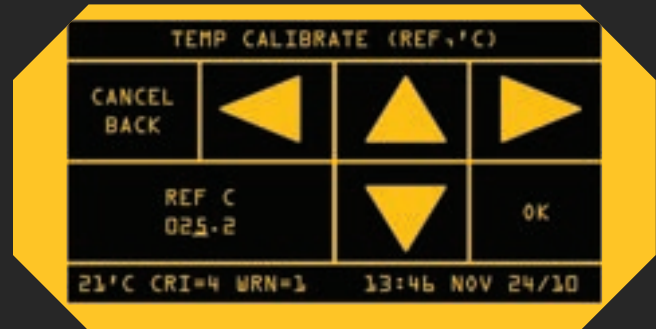 TEMP CALIBRATE (REF,'C)
CANCEL
BACK
REF C
025.2
OK
21'C CRI=4 WRN=1 13:46 NOV 24/10